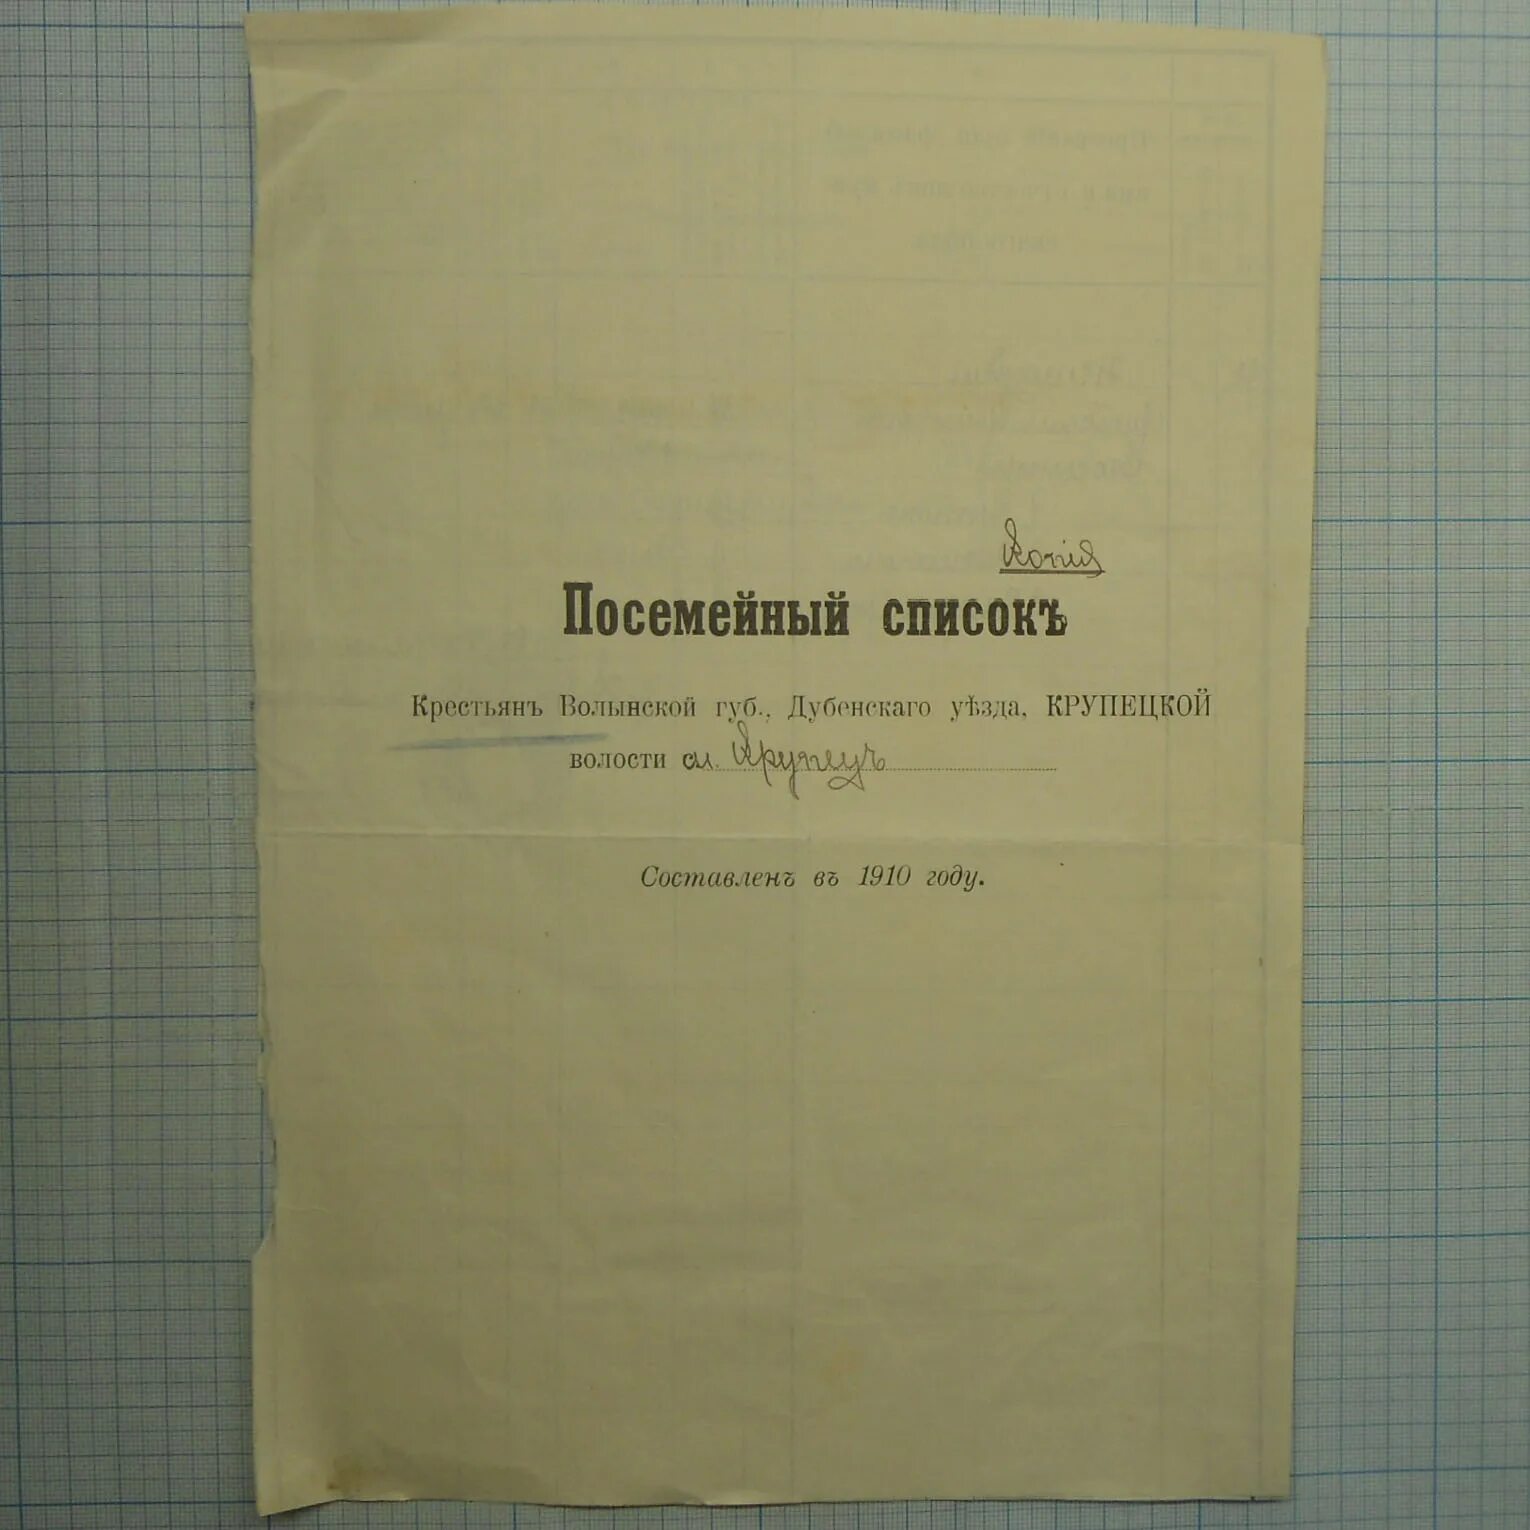 Копія
Посемейный списокъ
Крестьянъ Волынской губ., Дубенскаго уѣзда, КРУПЕЦКОЙ
волости м. Крупецъ
Составленъ въ 1910 году.